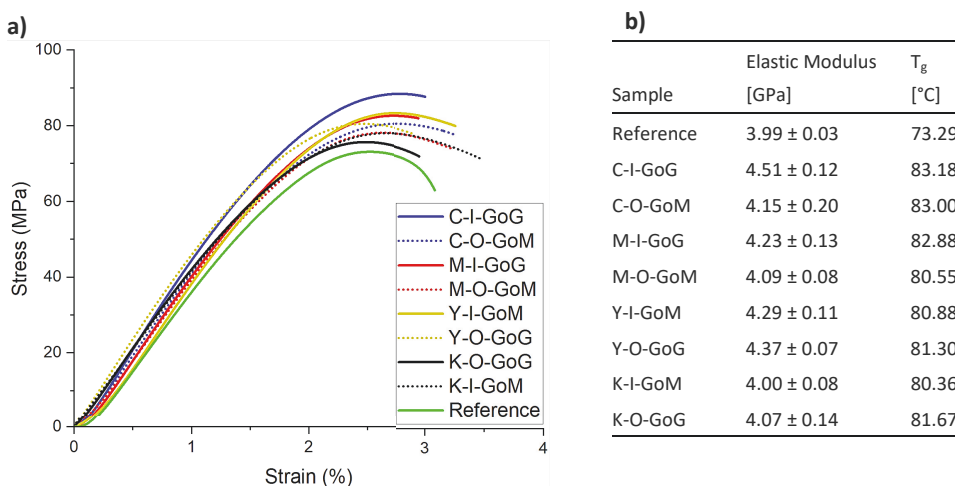 a)
100
80
60
40
20
0
0
1
2
3
4
Stress (MPa)
Strain (%)
C-I-GoG
C-O-GoM
M-I-GoG
M-O-GoM
Y-I-GoM
Y-O-GoG
K-O-GoG
K-I-GoM
Reference
b)
Elastic Modulus T₉
Sample [GPa] [°C]
Reference 3.99 ± 0.03 73.29
C-I-GoG 4.51 ± 0.12 83.18
C-O-GoM 4.15 ± 0.20 83.00
M-I-GoG 4.23 ± 0.13 82.88
M-O-GoM 4.09 ± 0.08 80.55
Y-I-GoM 4.29 ± 0.11 80.88
Y-O-GoG 4.37 ± 0.07 81.30
K-I-GoM 4.00 ± 0.08 80.36
K-O-GoG 4.07 ± 0.14 81.67